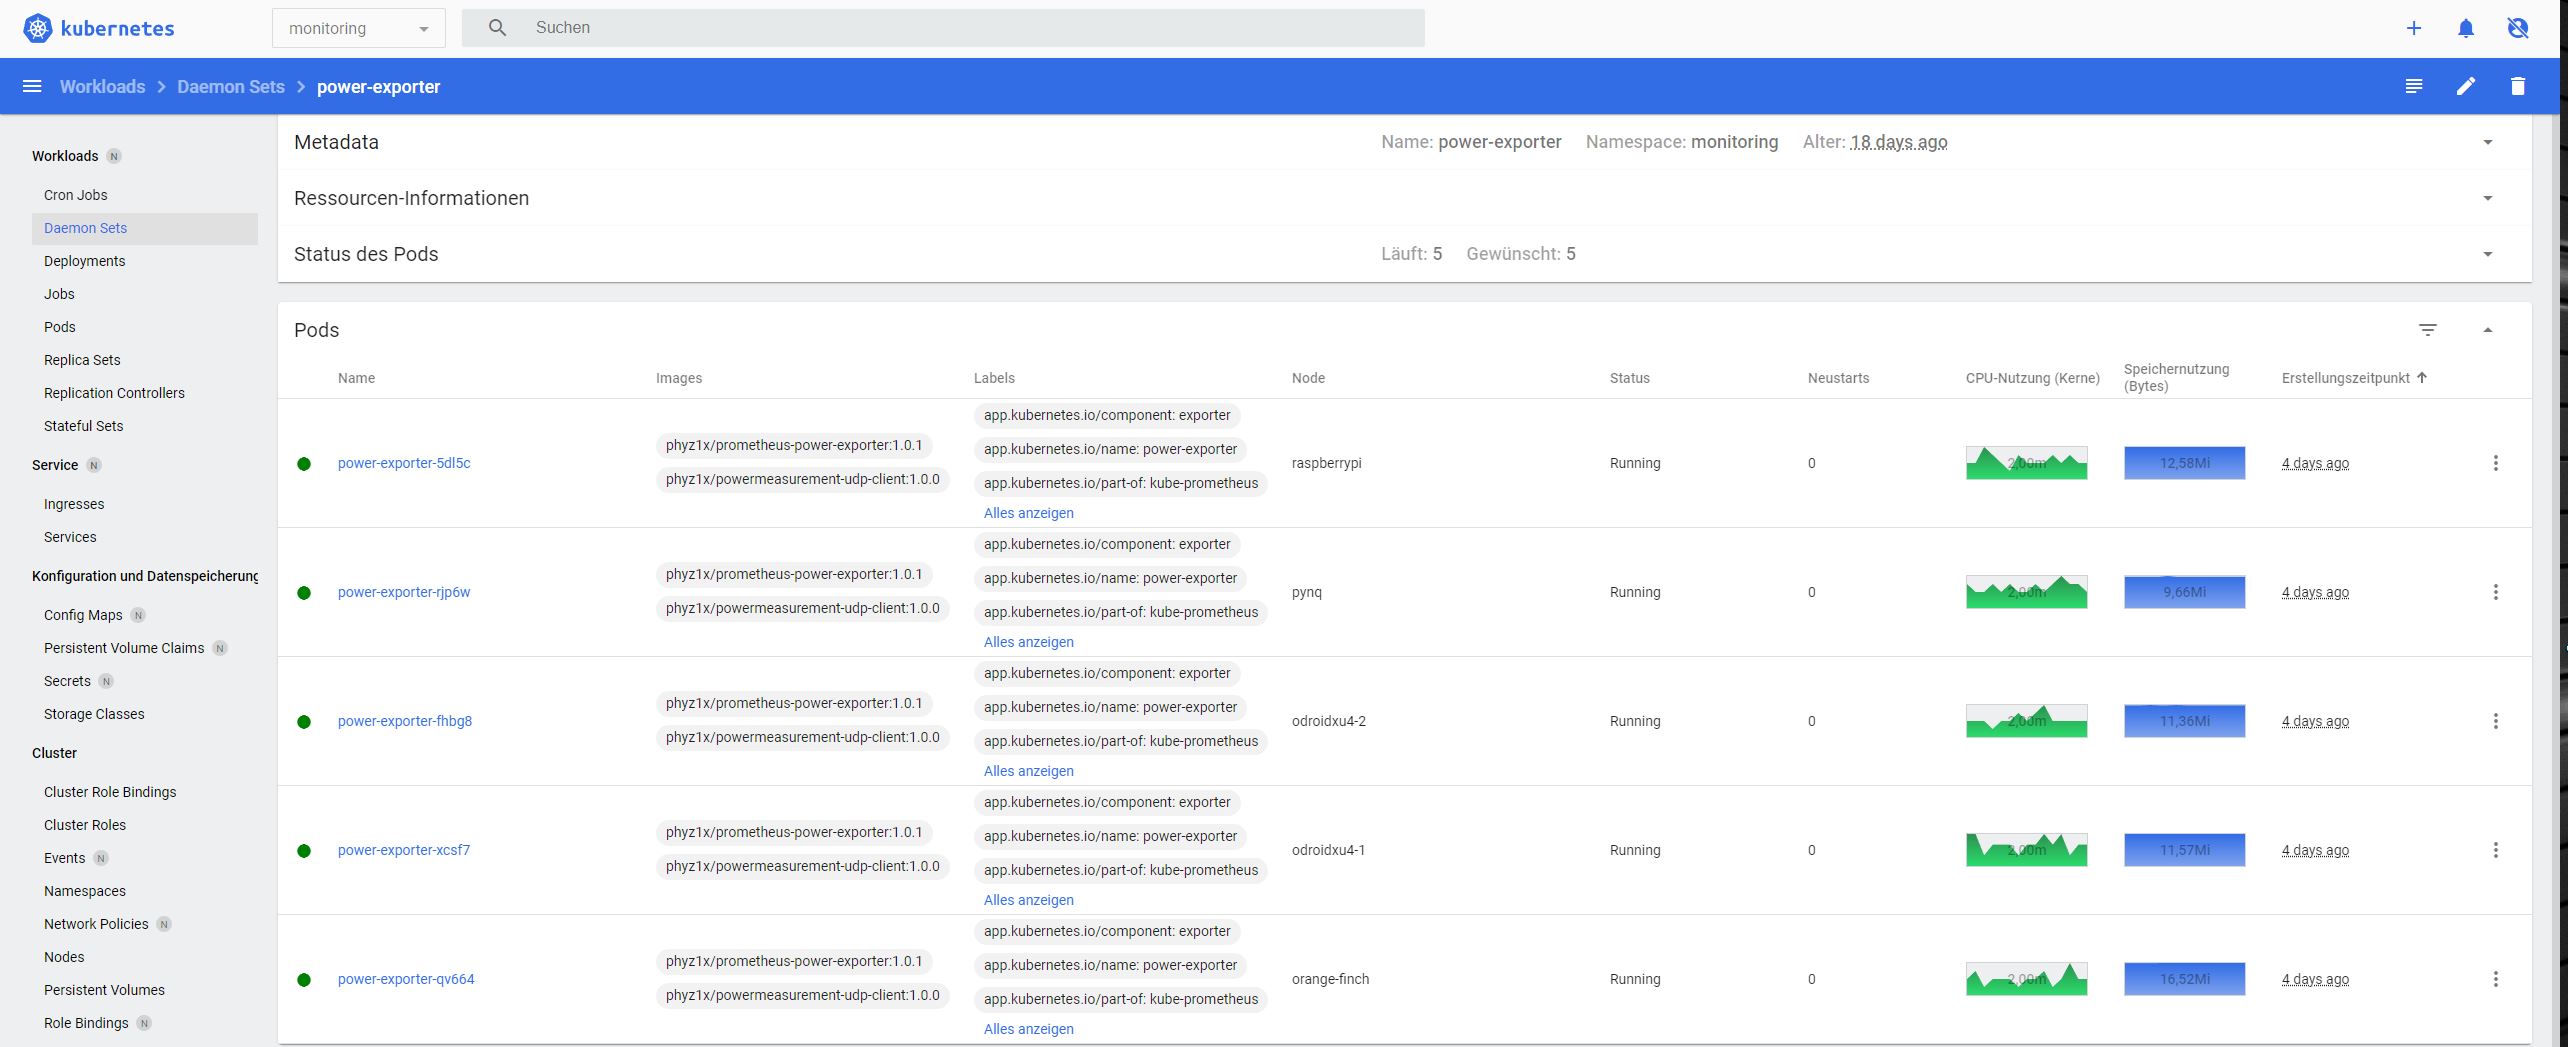 kubernetes
monitoring
Suchen
Workloads > Daemon Sets > power-exporter
Workloads N
Cron Jobs
Daemon Sets
Deployments
Jobs
Pods
Replica Sets
Replication Controllers
Stateful Sets
Service N
Ingresses
Services
Konfiguration und Datenspeicherung
Config Maps N
Persistent Volume Claims N
Secrets N
Storage Classes
Cluster
Cluster Role Bindings
Cluster Roles
Events N
Namespaces
Network Policies N
Nodes
Persistent Volumes
Role Bindings N
Metadata Name: power-exporter Namespace: monitoring Alter: 18 days ago
Ressourcen-Informationen
Status des Pods Läuft: 5 Gewünscht: 5
Pods
Name Images Labels Node Status Neustarts CPU-Nutzung (Kerne) Speichernutzung (Bytes) Erstellungszeitpunkt
power-exporter-5dl5c
phyz1x/prometheus-power-exporter:1.0.1
phyz1x/powermeasurement-udp-client:1.0.0
app.kubernetes.io/component: exporter
app.kubernetes.io/name: power-exporter
app.kubernetes.io/part-of: kube-prometheus
Alles anzeigen
raspberrypi Running 0 2,00m 12,58Mi 4 days ago
power-exporter-rjp6w
phyz1x/prometheus-power-exporter:1.0.1
phyz1x/powermeasurement-udp-client:1.0.0
app.kubernetes.io/component: exporter
app.kubernetes.io/name: power-exporter
app.kubernetes.io/part-of: kube-prometheus
Alles anzeigen
pynq Running 0 2,00m 9,66Mi 4 days ago
power-exporter-fhbg8
phyz1x/prometheus-power-exporter:1.0.1
phyz1x/powermeasurement-udp-client:1.0.0
app.kubernetes.io/component: exporter
app.kubernetes.io/name: power-exporter
app.kubernetes.io/part-of: kube-prometheus
Alles anzeigen
odroidxu4-2 Running 0 2,00m 11,36Mi 4 days ago
power-exporter-xcsf7
phyz1x/prometheus-power-exporter:1.0.1
phyz1x/powermeasurement-udp-client:1.0.0
app.kubernetes.io/component: exporter
app.kubernetes.io/name: power-exporter
app.kubernetes.io/part-of: kube-prometheus
Alles anzeigen
odroidxu4-1 Running 0 2,00m 11,57Mi 4 days ago
power-exporter-qv664
phyz1x/prometheus-power-exporter:1.0.1
phyz1x/powermeasurement-udp-client:1.0.0
app.kubernetes.io/component: exporter
app.kubernetes.io/name: power-exporter
app.kubernetes.io/part-of: kube-prometheus
Alles anzeigen
orange-finch Running 0 2,00m 16,52Mi 4 days ago